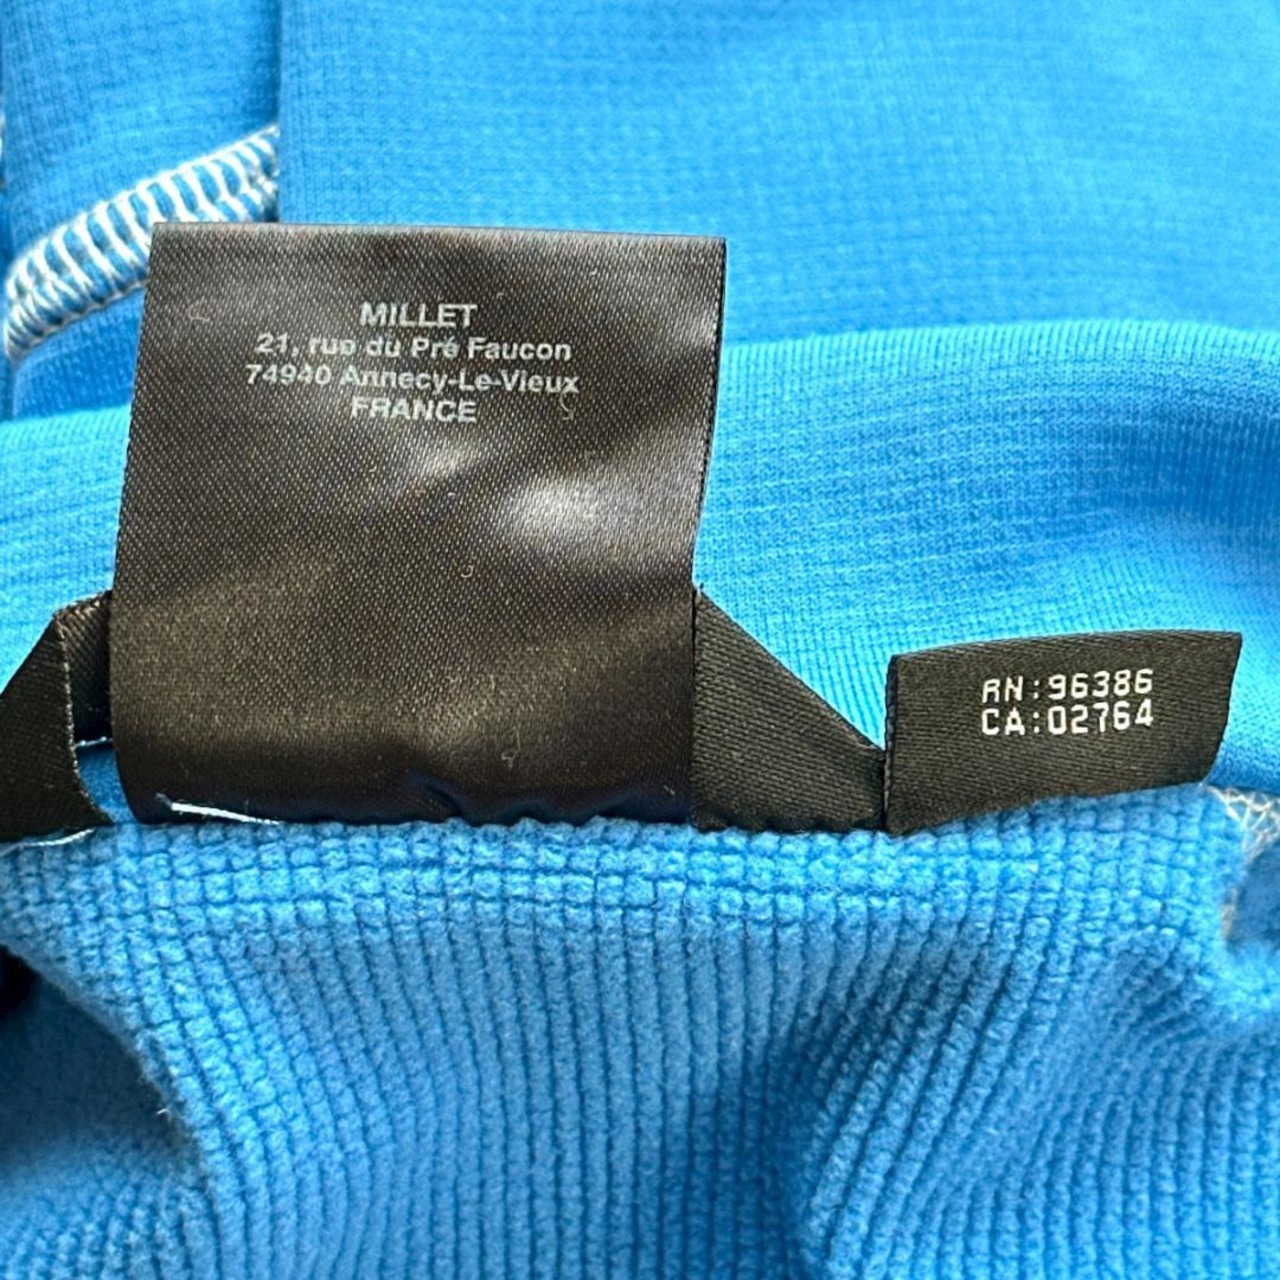 MILLET
21, rue du Pré Faucon
74940 Annecy-Le-Vieux
FRANCE
RN:96386
CA:02764